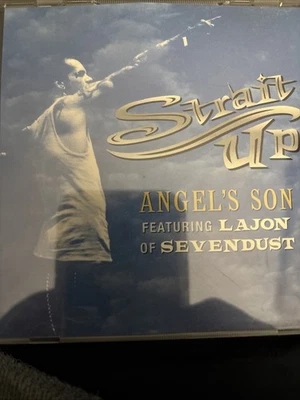 Strait
Up
ANGEL'S SON
FEATURING LAJON
OF SEVENDUST